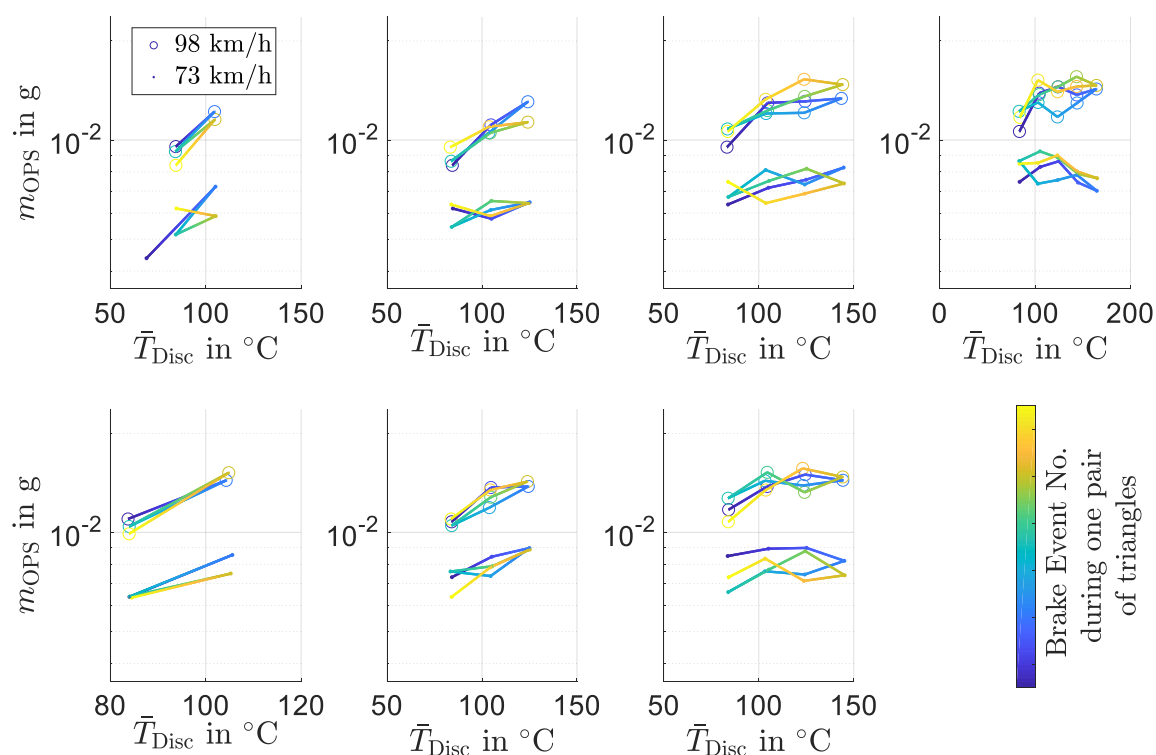 98 km/h
73 km/h
m_OPS in g
10^-2
10^-2
10^-2
10^-2
50 100 150
50 100 150
50 100 150
0 100 200
T̄_Disc in °C
T̄_Disc in °C
T̄_Disc in °C
T̄_Disc in °C
m_OPS in g
10^-2
10^-2
10^-2
80 100 120
50 100 150
50 100 150
T̄_Disc in °C
T̄_Disc in °C
T̄_Disc in °C
Brake Event No.
during one pair
of triangles